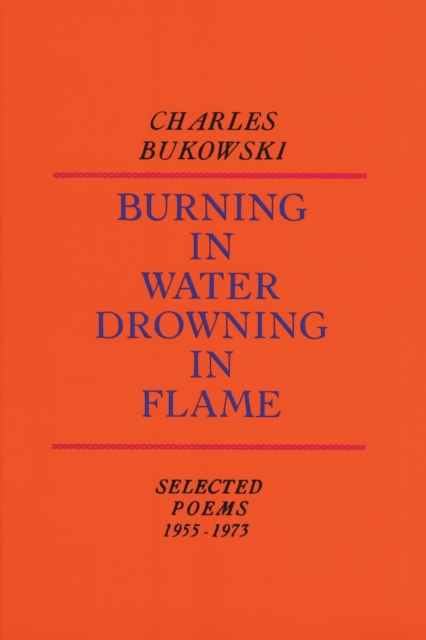 CHARLES
BUKOWSKI
BURNING
IN
WATER
DROWNING
IN
FLAME
SELECTED
POEMS
1955-1973